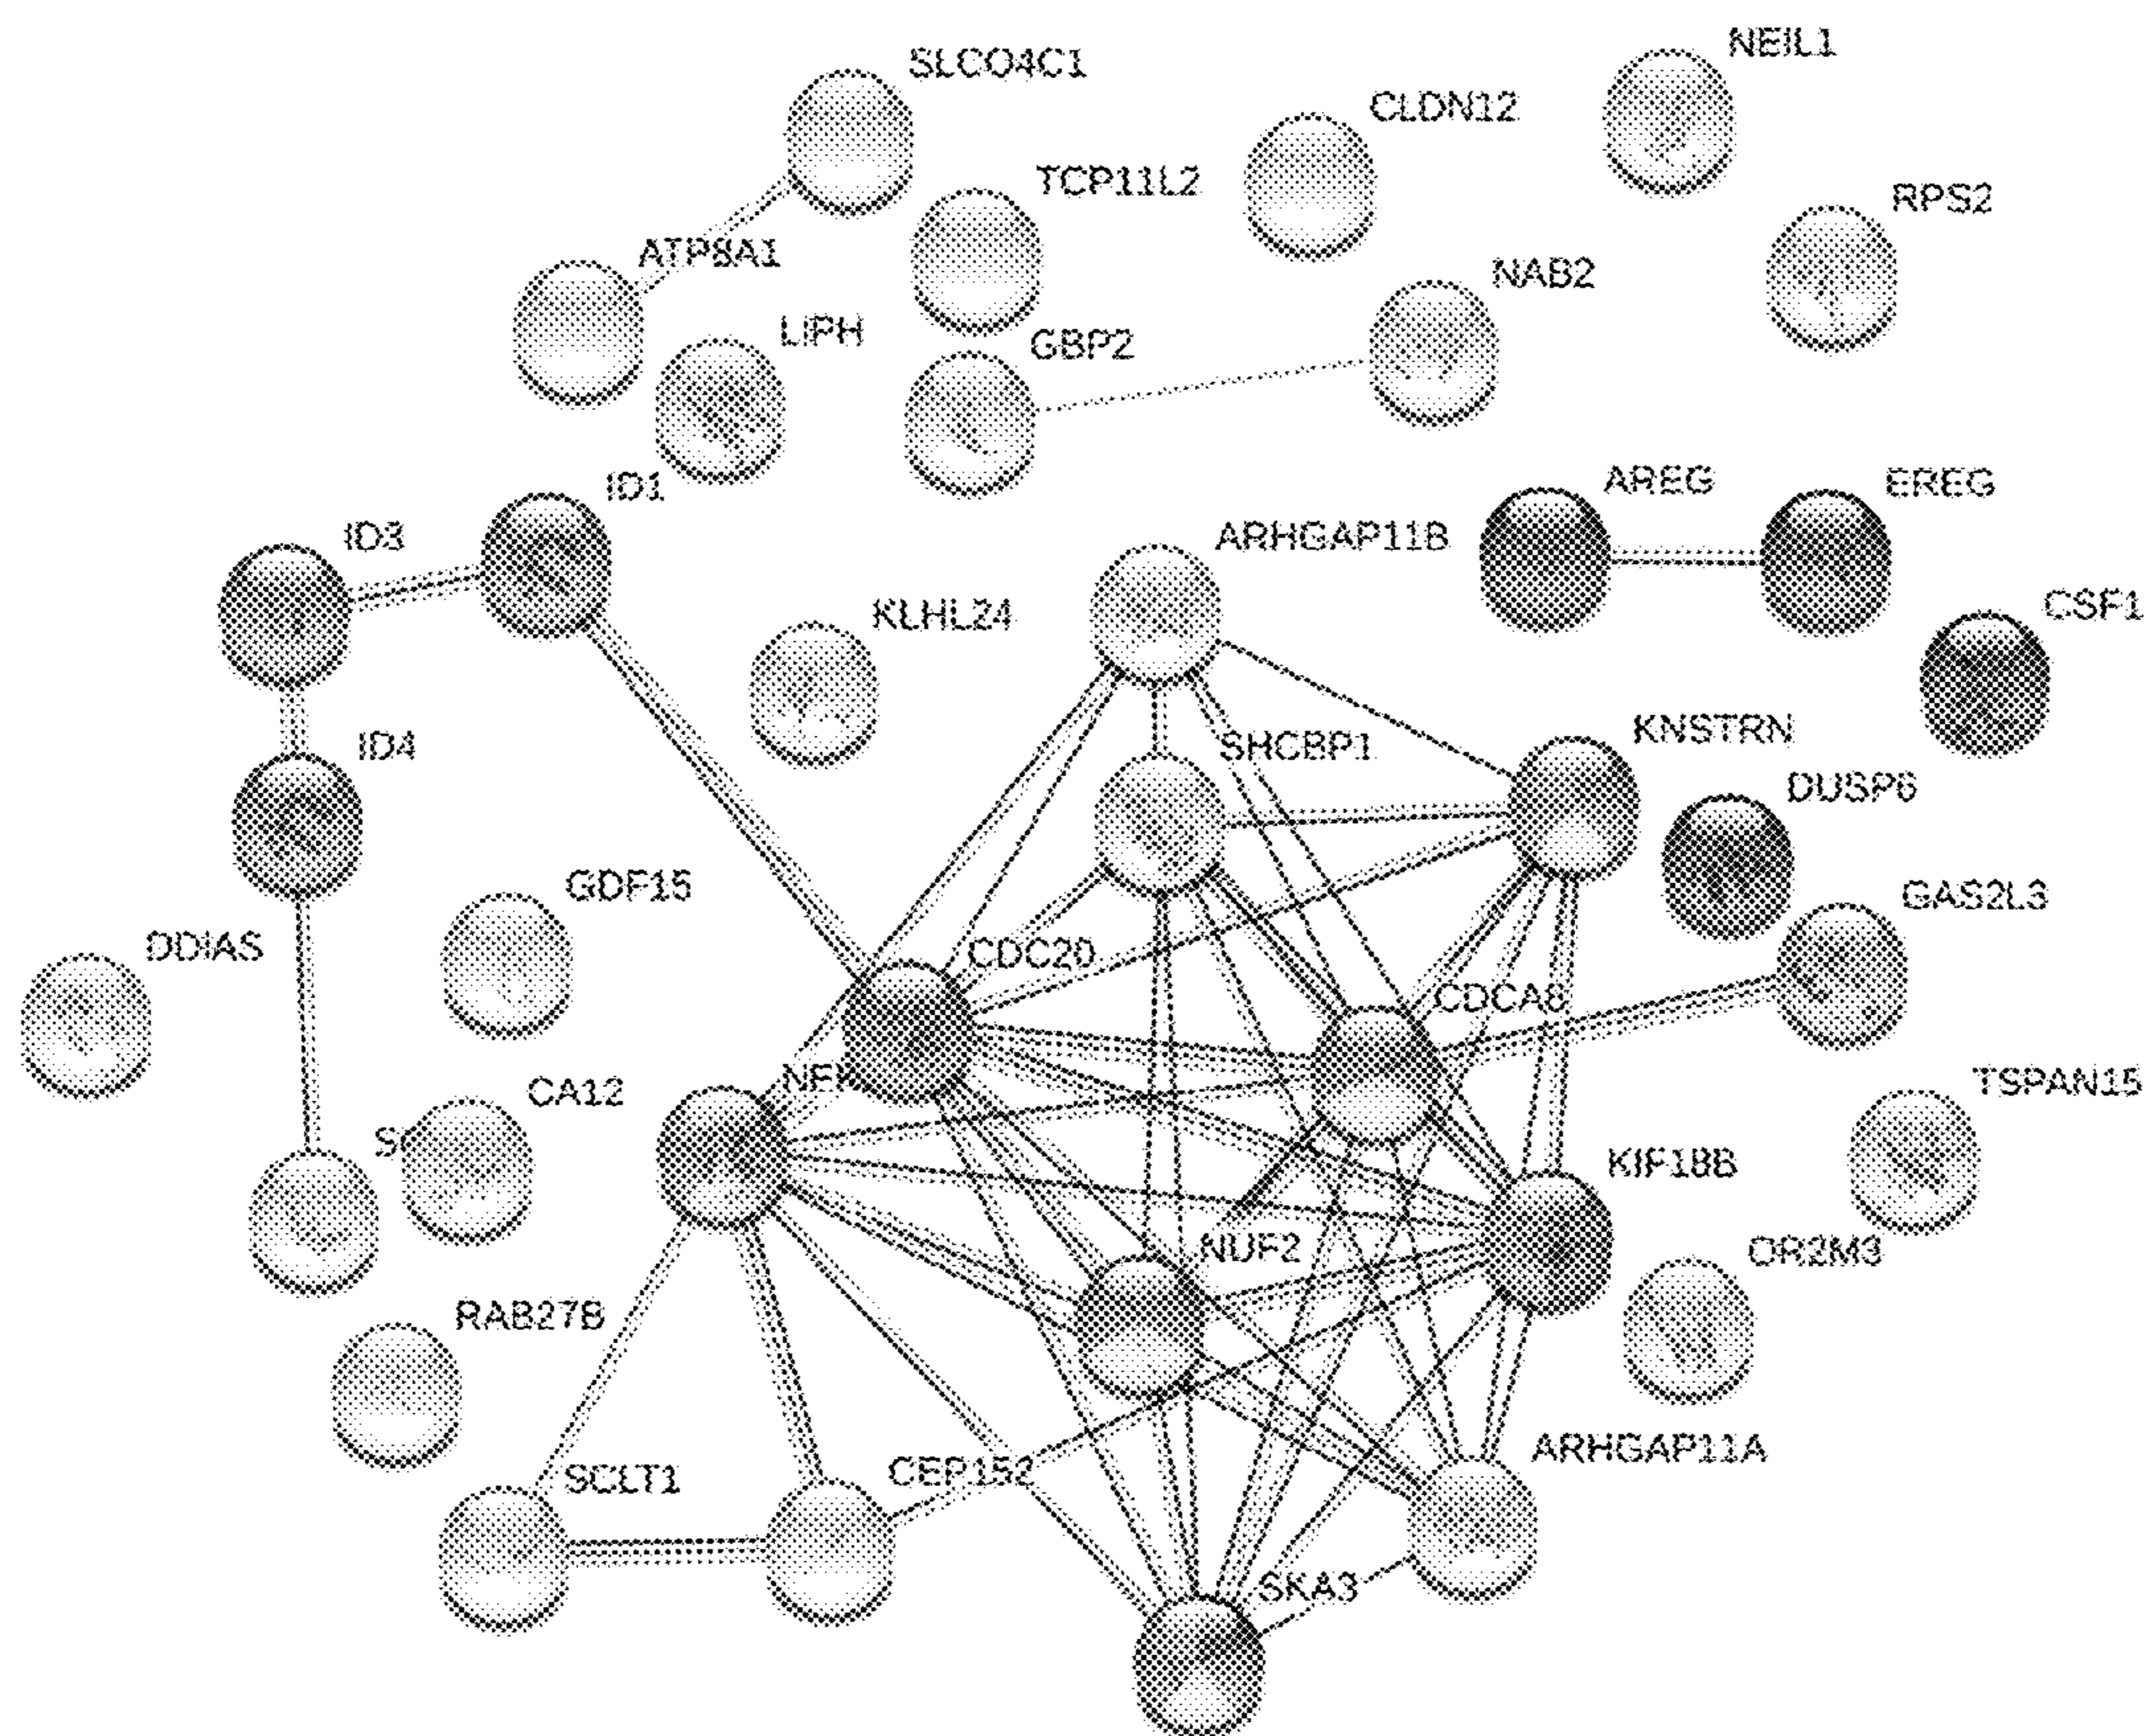 NEIL1
SLCO4C1
CLDN12
TCP11L2
RPS2
ATP8A1
NAB2
LIPH
GBP2
AREG
EREG
ID1
ID3
ARHGAP11B
CSF1
KLHL24
KNSTRN
ID4
SHCBP1
DUSP6
GDF15
GAS2L3
DDIAS
CDC20
CDCA8
CA12
TSPAN15
KIF18B
NUF2
OR2M3
RAB27B
ARHGAP11A
SCLT1
CEP152
SKA3